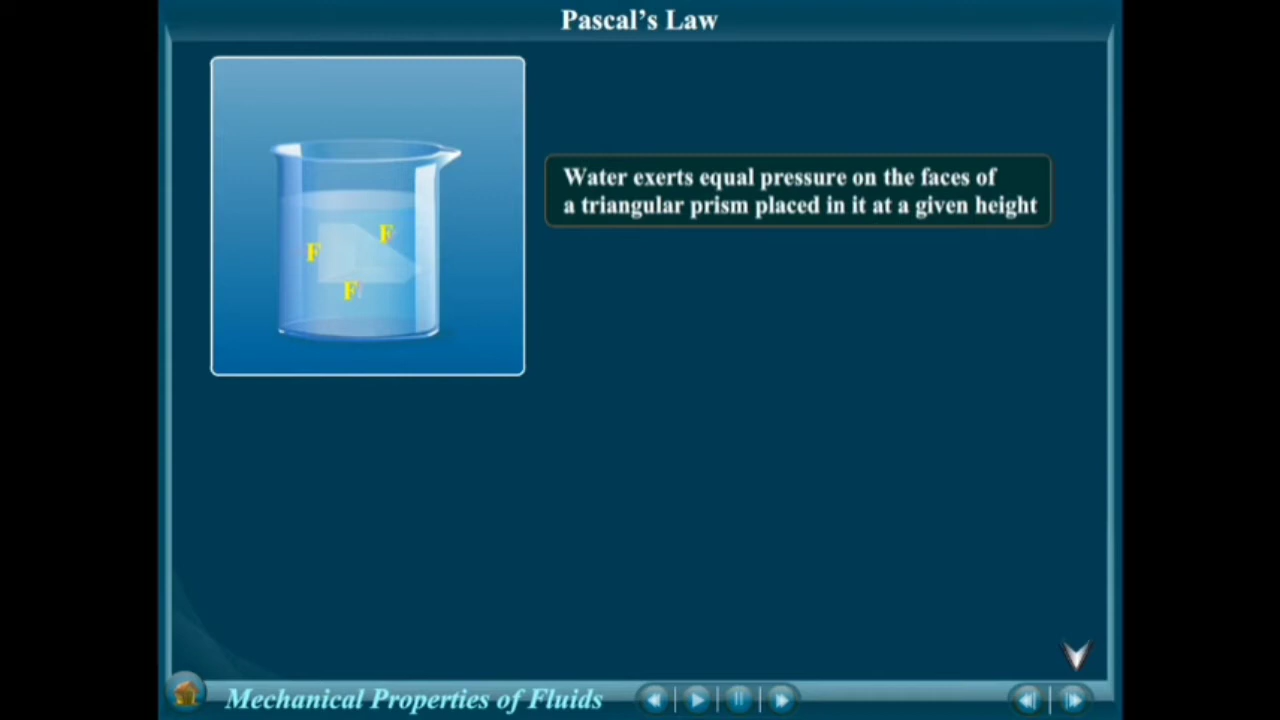 Pascal's Law
Water exerts equal pressure on the faces of
a triangular prism placed in it at a given height
F
F
F
Mechanical Properties of Fluids